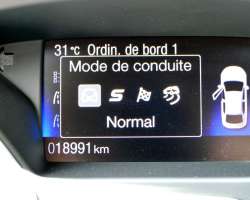 31°C Ordin. de bord 1
Mode de conduite
S
Normal
018991 km